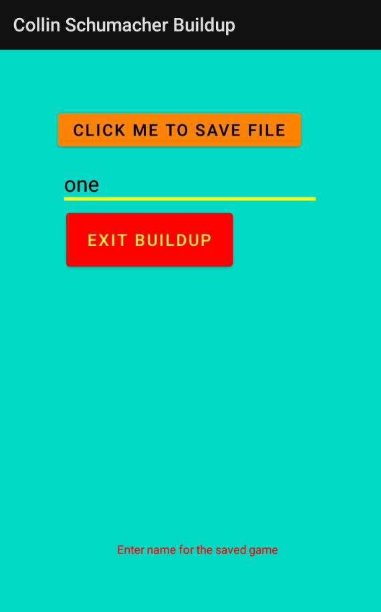 Collin Schumacher Buildup
CLICK ME TO SAVE FILE
one
EXIT BUILDUP
Enter name for the saved game